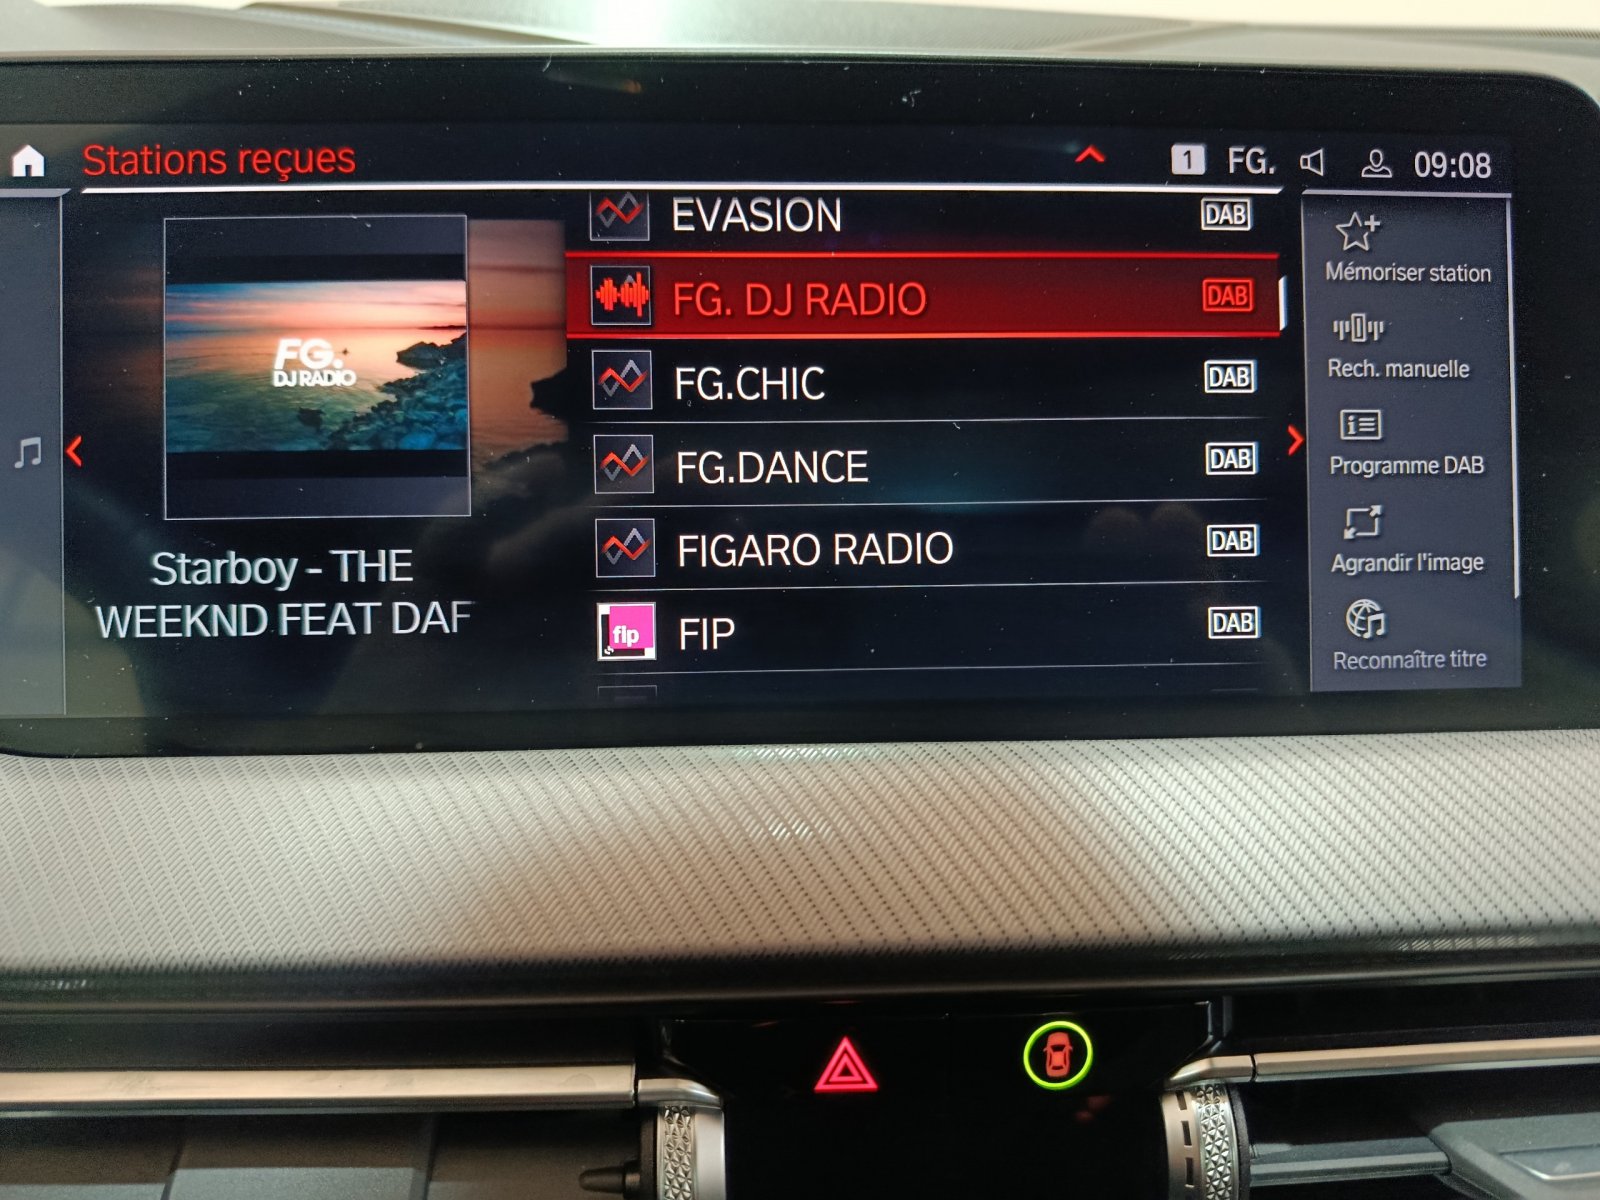 Stations reçues
1 FG. 09:08
FG.
DJ RADIO
Starboy - THE
WEEKND FEAT DAF
EVASION DAB
FG. DJ RADIO DAB
FG.CHIC DAB
FG.DANCE DAB
FIGARO RADIO DAB
fip FIP DAB
Mémoriser station
Rech. manuelle
Programme DAB
Agrandir l'image
Reconnaître titre